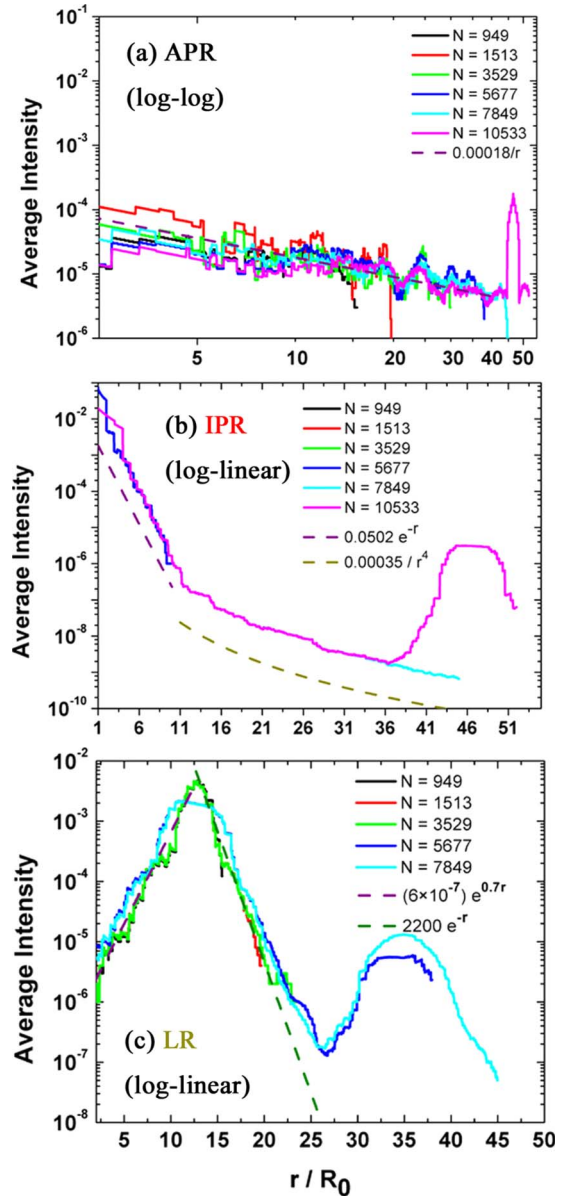 10⁻¹
(a) APR
N = 949
N = 1513
10⁻²
(log-log)
N = 3529
N = 5677
10⁻³
N = 7849
N = 10533
0.00018/r
10⁻⁴
10⁻⁵
10⁻⁶
Average Intensity
5 10 20 30 40 50
10⁻²
(b) IPR
N = 949
N = 1513
(log-linear)
N = 3529
10⁻⁴
N = 5677
N = 7849
N = 10533
10⁻⁶
0.0502 e⁻ʳ
0.00035 / r⁴
10⁻⁸
10⁻¹⁰
Average Intensity
1 6 11 16 21 26 31 36 41 46 51
10⁻²
N = 949
10⁻³
N = 1513
N = 3529
N = 5677
10⁻⁴
N = 7849
(6×10⁻⁷) e⁰·⁷ʳ
10⁻⁵
2200 e⁻ʳ
10⁻⁶
10⁻⁷
(c) LR
(log-linear)
10⁻⁸
Average Intensity
5 10 15 20 25 30 35 40 45 50
r / R₀